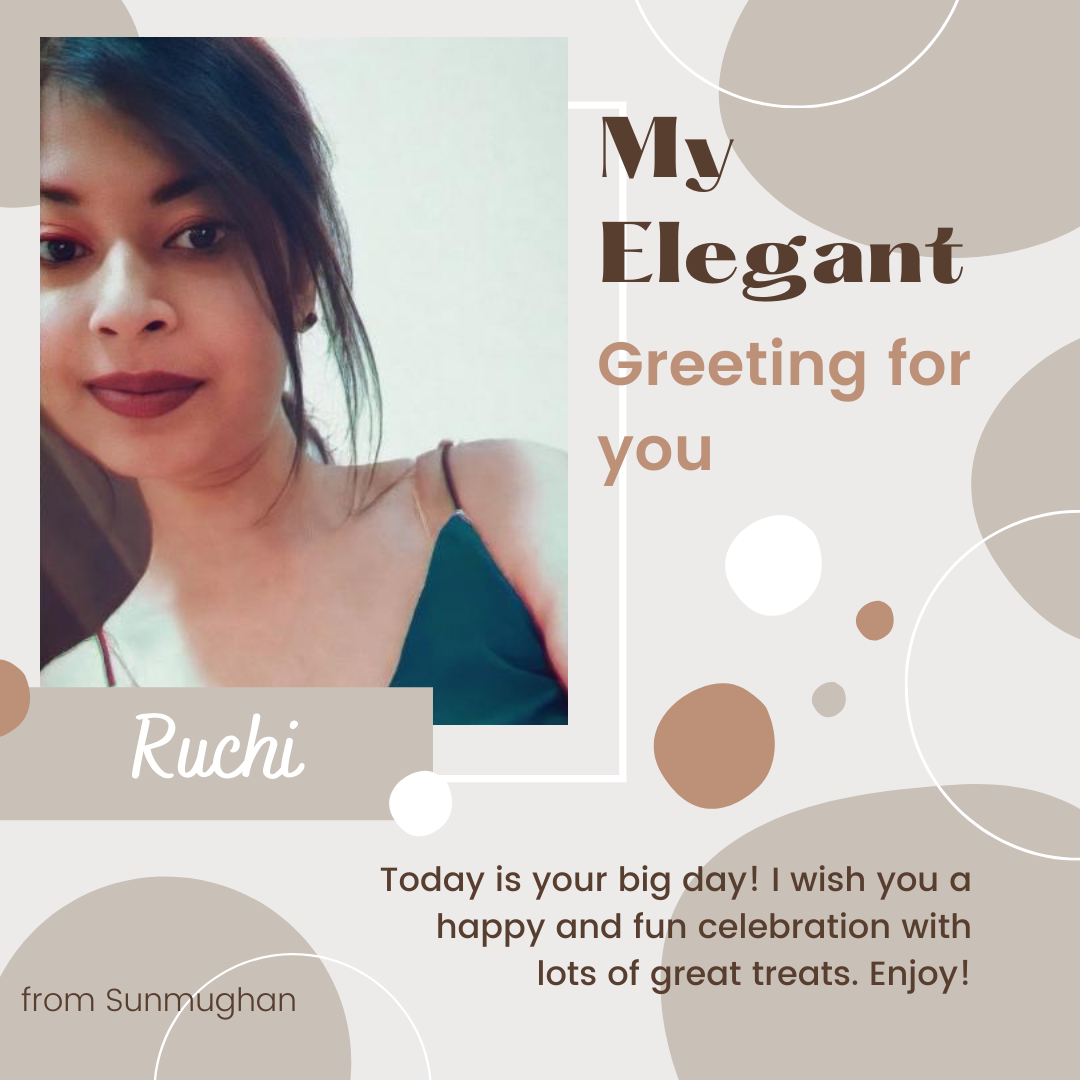 My
Elegant
Greeting for
you
Ruchi
Today is your big day! I wish you a
happy and fun celebration with
lots of great treats. Enjoy!
from Sunmughan